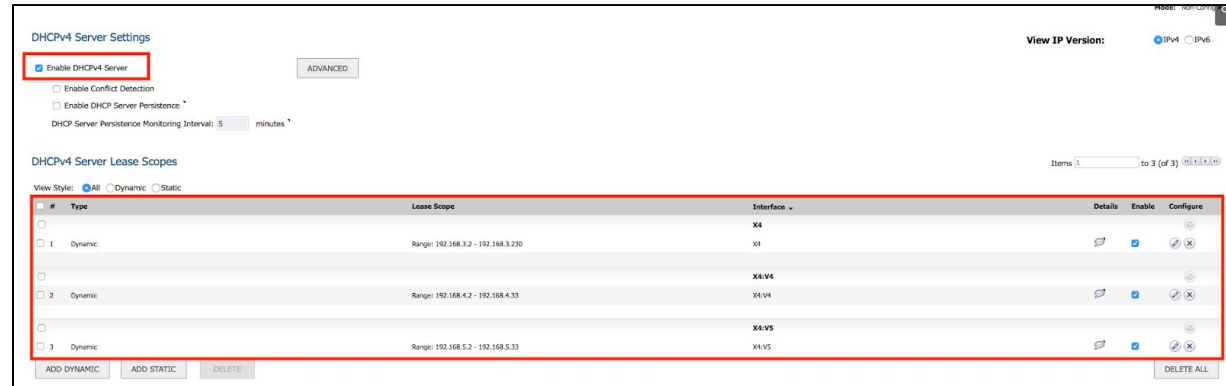 Mode: Non-Config
DHCPv4 Server Settings
View IP Version: IPv4 IPv6
Enable DHCPv4 Server ADVANCED
Enable Conflict Detection
Enable DHCP Server Persistence
DHCP Server Persistence Monitoring Interval: 5 minutes
DHCPv4 Server Lease Scopes
Items 1 to 3 (of 3)
View Style: All Dynamic Static
# Type Lease Scope Interface Details Enable Configure
X4
1 Dynamic Range: 192.168.3.2 - 192.168.3.230 X4
X4:V4
2 Dynamic Range: 192.168.4.2 - 192.168.4.33 X4:V4
X4:V5
3 Dynamic Range: 192.168.5.2 - 192.168.5.33 X4:V5
ADD DYNAMIC ADD STATIC DELETE DELETE ALL